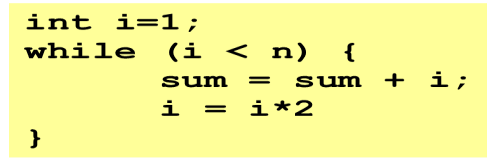 int i=1;
while (i < n) {
sum = sum + i;
i = i*2
}